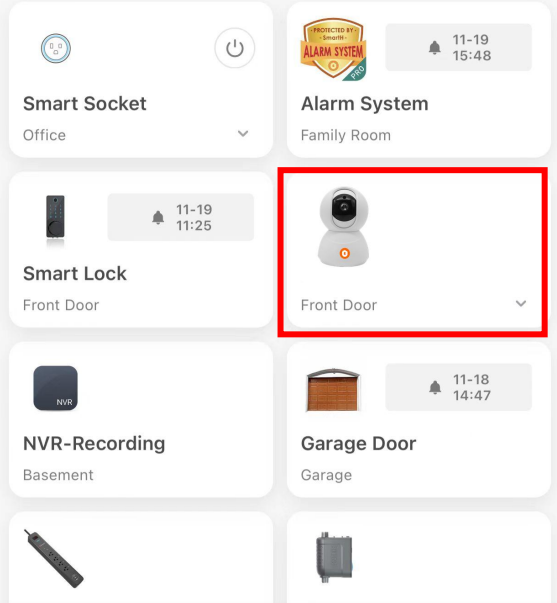 PROTECTED BY
SmartH
ALARM SYSTEM
PRO
11-19
15:48
Smart Socket
Office
Alarm System
Family Room
11-19
11:25
Smart Lock
Front Door
Front Door
NVR
NVR-Recording
Basement
11-18
14:47
Garage Door
Garage